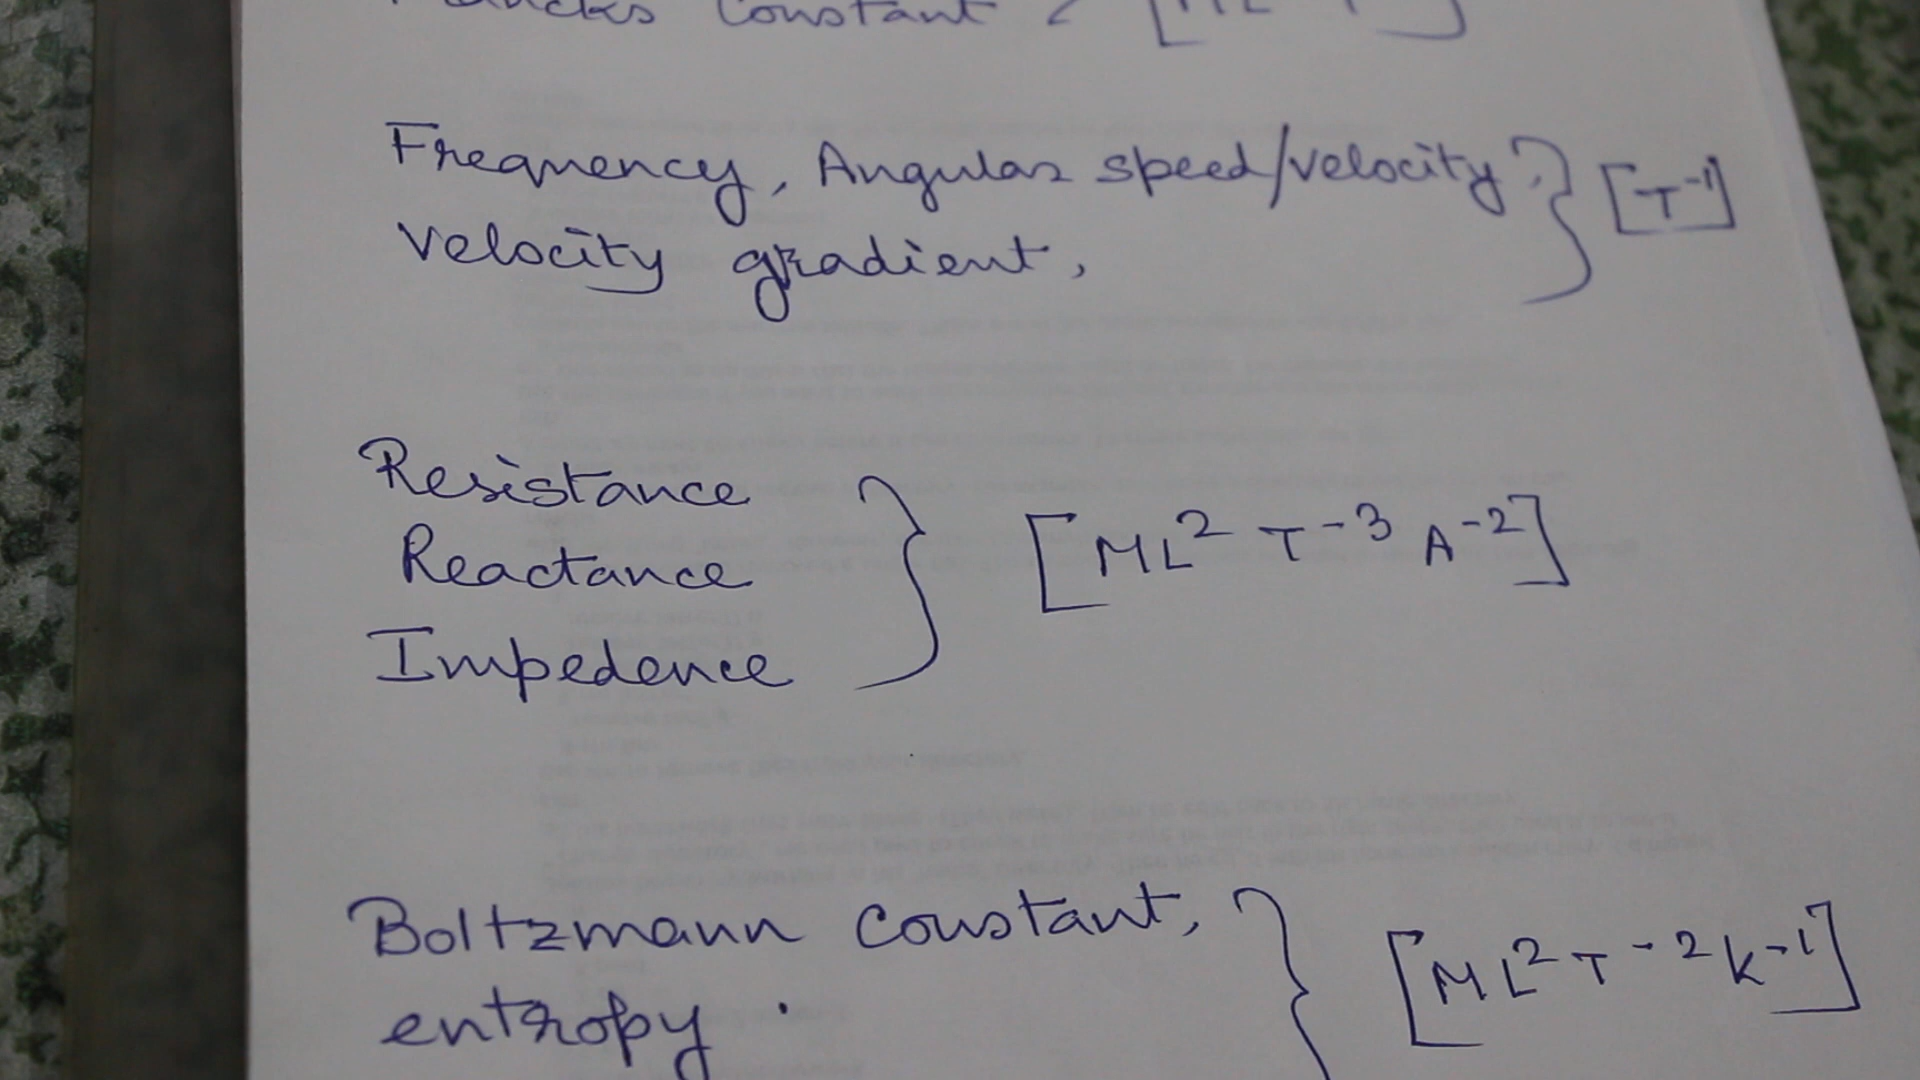 Constant
Frequency, Angular speed/velocity, } [T⁻¹]
velocity gradient,
Resistance
Reactance } [ML² T⁻³ A⁻²]
Impedence
Boltzmann constant, } [ML² T⁻² K⁻¹]
entropy.